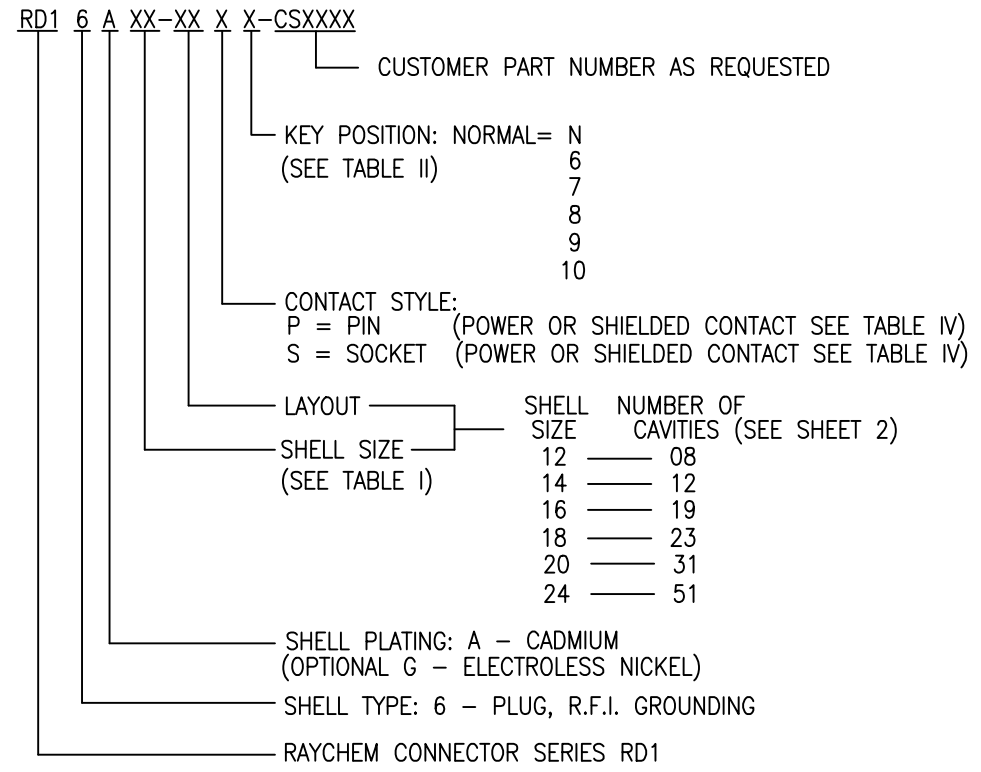 RD1 6 A XX-XX X X-CSXXXX
CUSTOMER PART NUMBER AS REQUESTED
KEY POSITION: NORMAL= N
(SEE TABLE II)
6
7
8
9
10
CONTACT STYLE:
P = PIN (POWER OR SHIELDED CONTACT SEE TABLE IV)
S = SOCKET (POWER OR SHIELDED CONTACT SEE TABLE IV)
LAYOUT
SHELL SIZE
(SEE TABLE I)
SHELL NUMBER OF
SIZE CAVITIES (SEE SHEET 2)
12 08
14 12
16 19
18 23
20 31
24 51
SHELL PLATING: A – CADMIUM
(OPTIONAL G – ELECTROLESS NICKEL)
SHELL TYPE: 6 – PLUG, R.F.I. GROUNDING
RAYCHEM CONNECTOR SERIES RD1